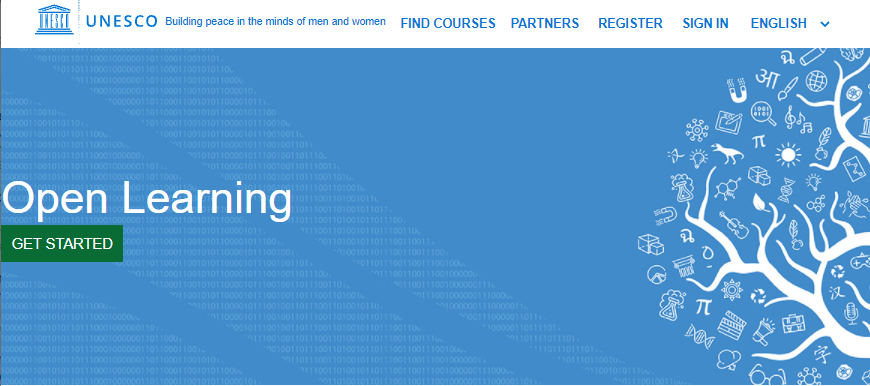 UNESCO
UNESCO Building peace in the minds of men and women FIND COURSES PARTNERS REGISTER SIGN IN ENGLISH
Open Learning
GET STARTED